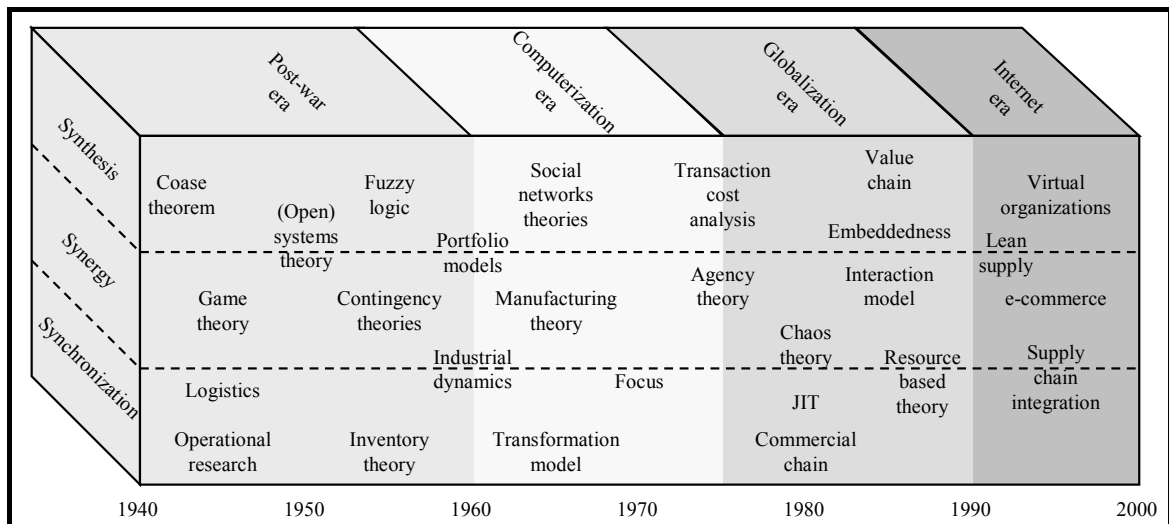 Post-war
era
Computerization
era
Globalization
era
Internet
era
Synthesis
Synergy
Synchronization
Coase
theorem
(Open)
systems
theory
Fuzzy
logic
Portfolio
models
Social
networks
theories
Transaction
cost
analysis
Value
chain
Embeddedness
Virtual
organizations
Lean
supply
Game
theory
Contingency
theories
Manufacturing
theory
Agency
theory
Interaction
model
e-commerce
Industrial
dynamics
Chaos
theory
Resource
based
theory
Supply
chain
integration
Logistics
Focus
JIT
Operational
research
Inventory
theory
Transformation
model
Commercial
chain
1940
1950
1960
1970
1980
1990
2000